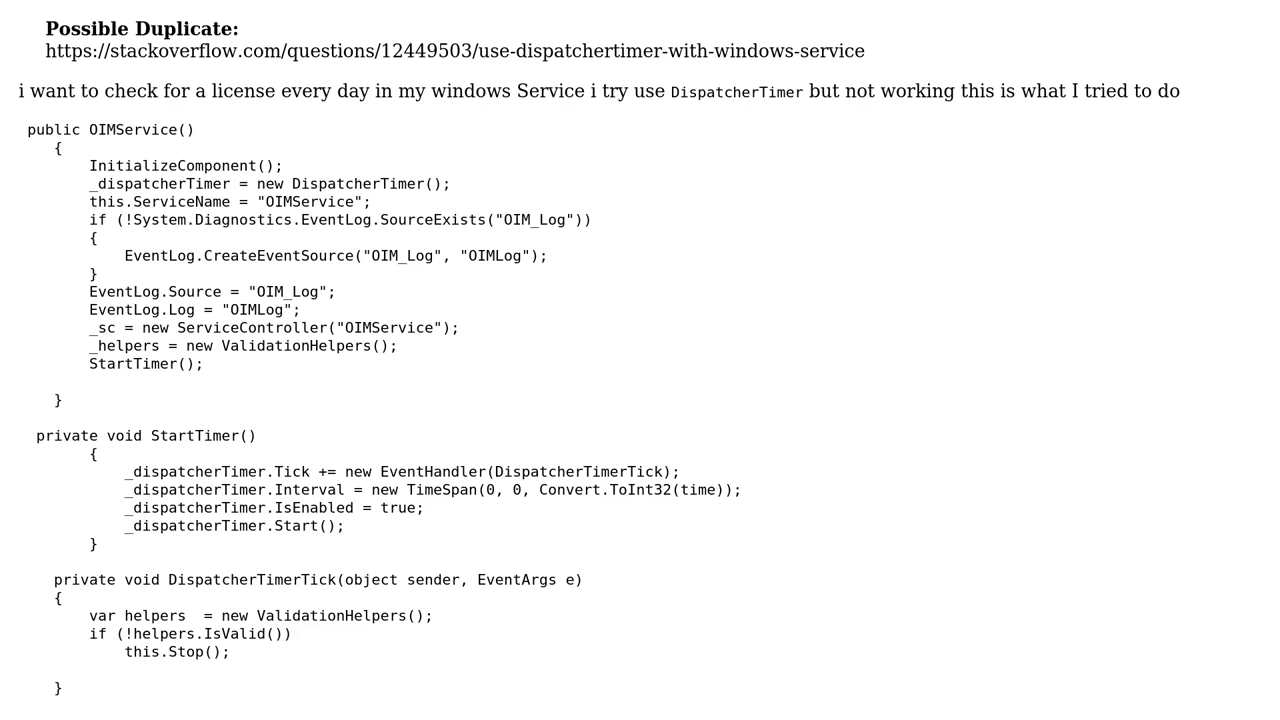 Possible Duplicate:
https://stackoverflow.com/questions/12449503/use-dispatchertimer-with-windows-service
i want to check for a license every day in my windows Service i try use DispatcherTimer but not working this is what I tried to do
public OIMService()
{
InitializeComponent();
_dispatcherTimer = new DispatcherTimer();
this.ServiceName = "OIMService";
if (!System.Diagnostics.EventLog.SourceExists("OIM_Log"))
{
EventLog.CreateEventSource("OIM_Log", "OIMLog");
}
EventLog.Source = "OIM_Log";
EventLog.Log = "OIMLog";
_sc = new ServiceController("OIMService");
_helpers = new ValidationHelpers();
StartTimer();
}
private void StartTimer()
{
_dispatcherTimer.Tick += new EventHandler(DispatcherTimerTick);
_dispatcherTimer.Interval = new TimeSpan(0, 0, Convert.ToInt32(time));
_dispatcherTimer.IsEnabled = true;
_dispatcherTimer.Start();
}
private void DispatcherTimerTick(object sender, EventArgs e)
{
var helpers  = new ValidationHelpers();
if (!helpers.IsValid())
this.Stop();
}